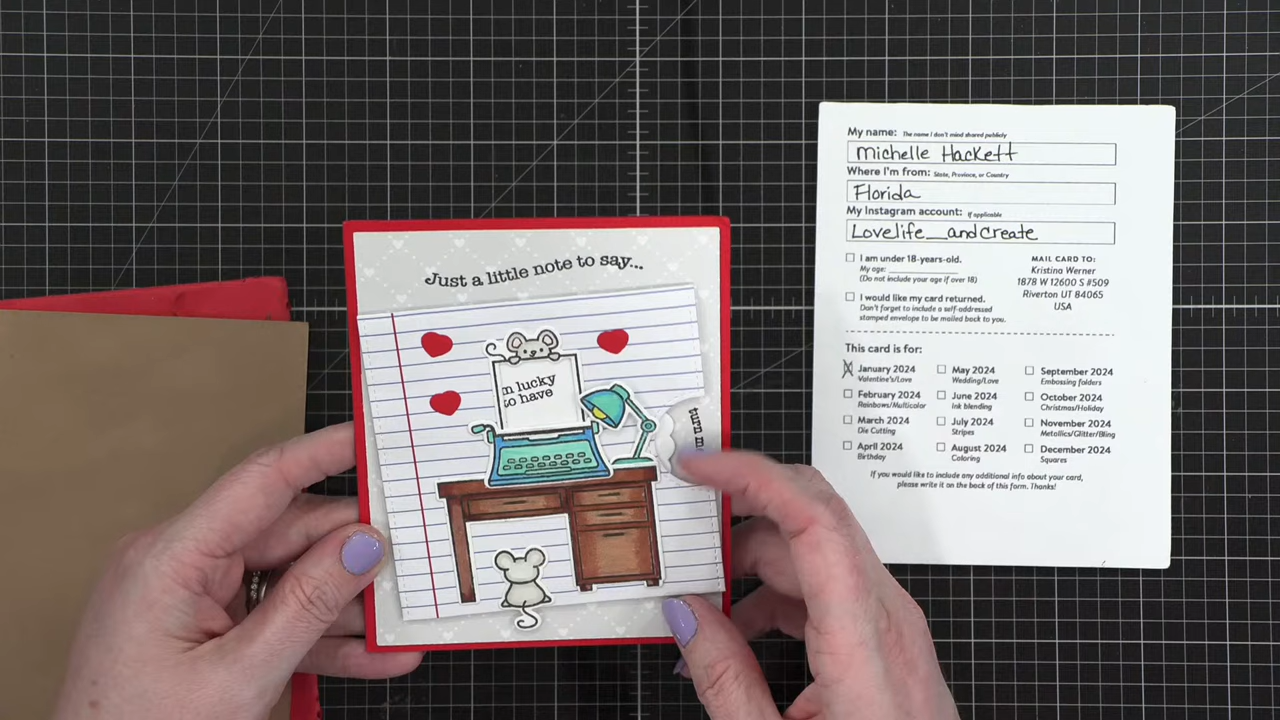 Just a little note to say...
lucky
to have
turn
My name: The name I don't mind shared publicly
Michelle Hackett
Where I'm from: State, Province, or Country
Florida
My Instagram account: If applicable
Lovelife__andcreate
I am under 18-years-old.
My age:
(Do not include your age if over 18)
I would like my card returned.
Don't forget to include a self-addressed
stamped envelope to be mailed back to you.
MAIL CARD TO:
Kristina Werner
1878 W 12600 S #509
Riverton UT 84065
USA
This card is for:
X January 2024
Valentine's/Love
February 2024
Rainbows/Multicolor
March 2024
Die Cutting
April 2024
Birthday
May 2024
Wedding/Love
June 2024
Ink blending
July 2024
Stripes
August 2024
Coloring
September 2024
Embossing folders
October 2024
Christmas/Holiday
November 2024
Metallics/Glitter/Bling
December 2024
Squares
If you would like to include any additional info about your card,
please write it on the back of this form. Thanks!